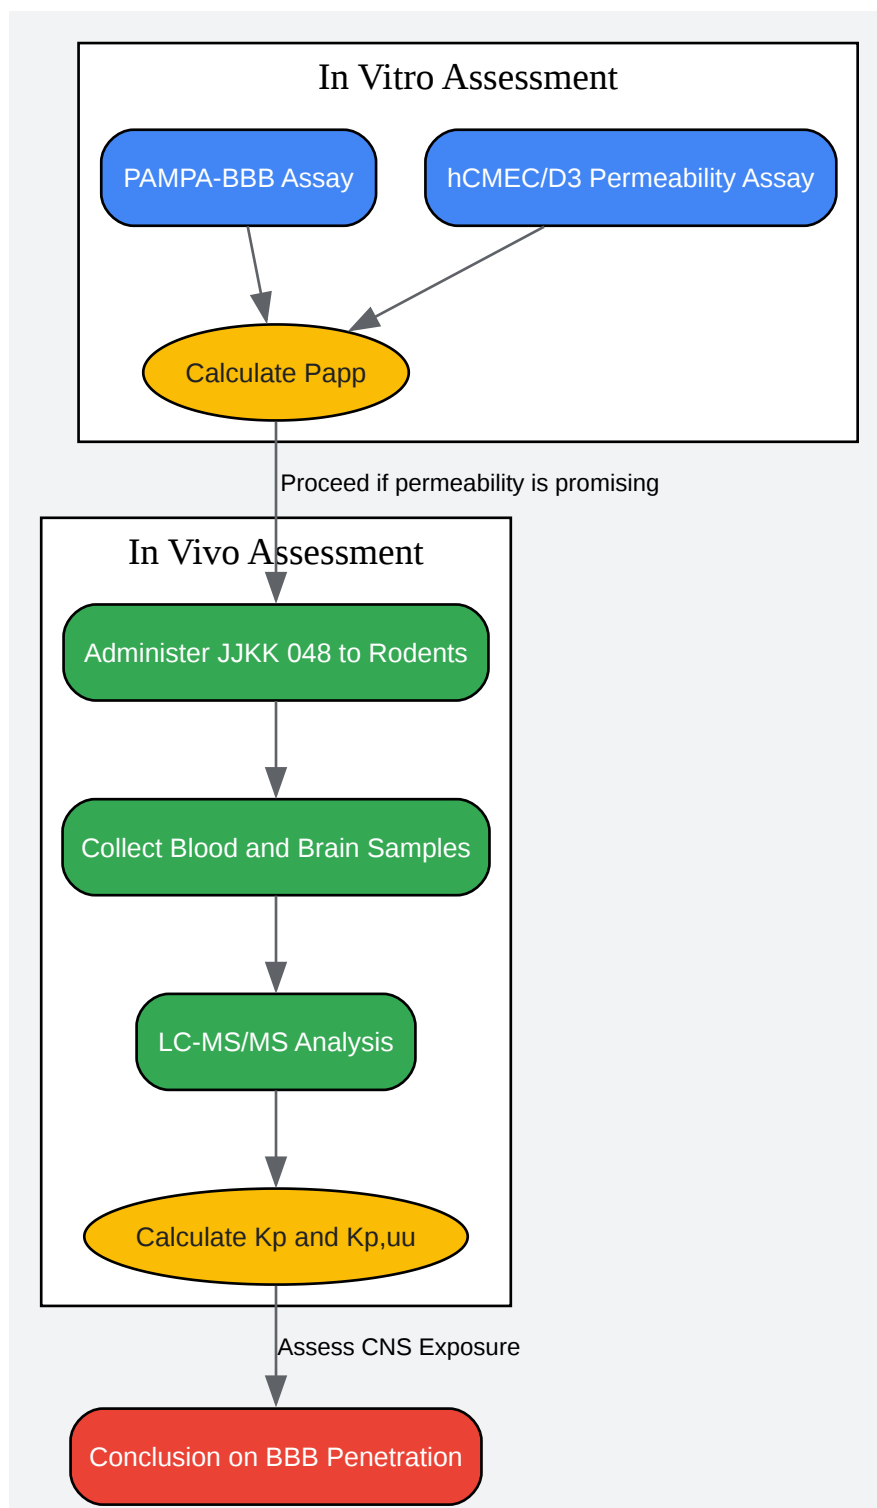 In Vitro Assessment
PAMPA-BBB Assay
hCMEC/D3 Permeability Assay
Calculate Papp
Proceed if permeability is promising
In Vivo Assessment
Administer JJKK 048 to Rodents
Collect Blood and Brain Samples
LC-MS/MS Analysis
Calculate Kp and Kp,uu
Assess CNS Exposure
Conclusion on BBB Penetration